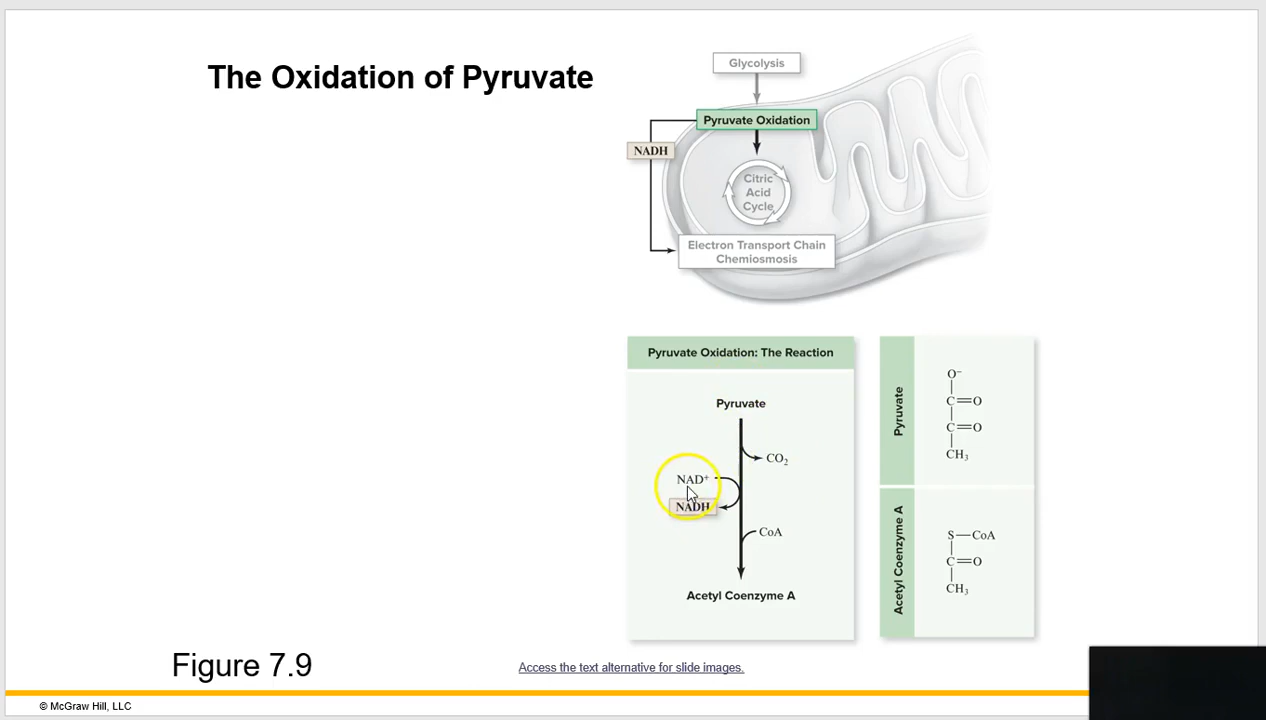 The Oxidation of Pyruvate
Glycolysis
Pyruvate Oxidation
NADH
Citric
Acid
Cycle
Electron Transport Chain
Chemiosmosis
Pyruvate Oxidation: The Reaction
Pyruvate
CO₂
NAD⁺
NADH
CoA
Acetyl Coenzyme A
Pyruvate
O⁻
C=O
C=O
CH₃
Acetyl Coenzyme A
S—CoA
C=O
CH₃
Figure 7.9
Access the text alternative for slide images.
© McGraw Hill, LLC